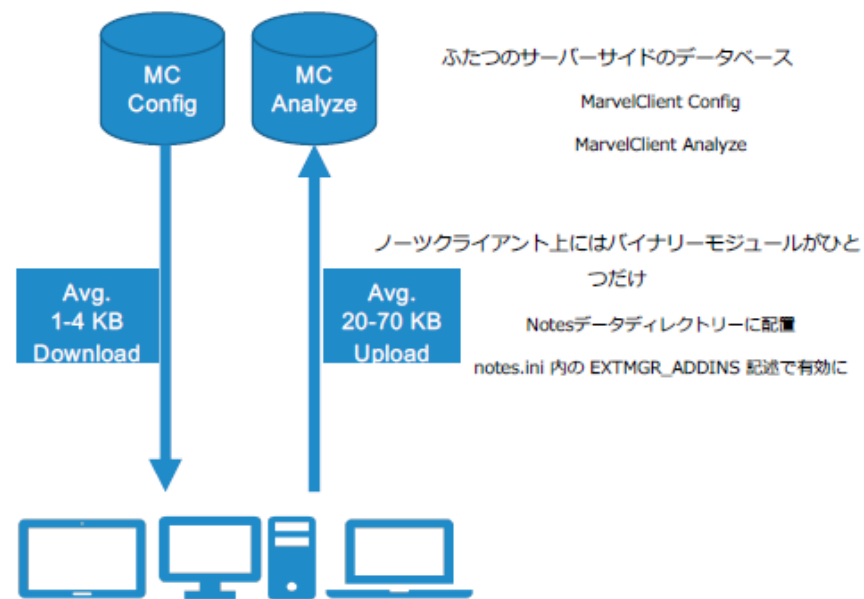 MC
Config
MC
Analyze
ふたつのサーバーサイドのデータベース
MarvelClient Config
MarvelClient Analyze
ノーツクライアント上にはバイナリーモジュールがひと
つだけ
Notesデータディレクトリーに配置
notes.ini 内の EXTMGR_ADDINS 記述で有効に
Avg.
1-4 KB
Download
Avg.
20-70 KB
Upload